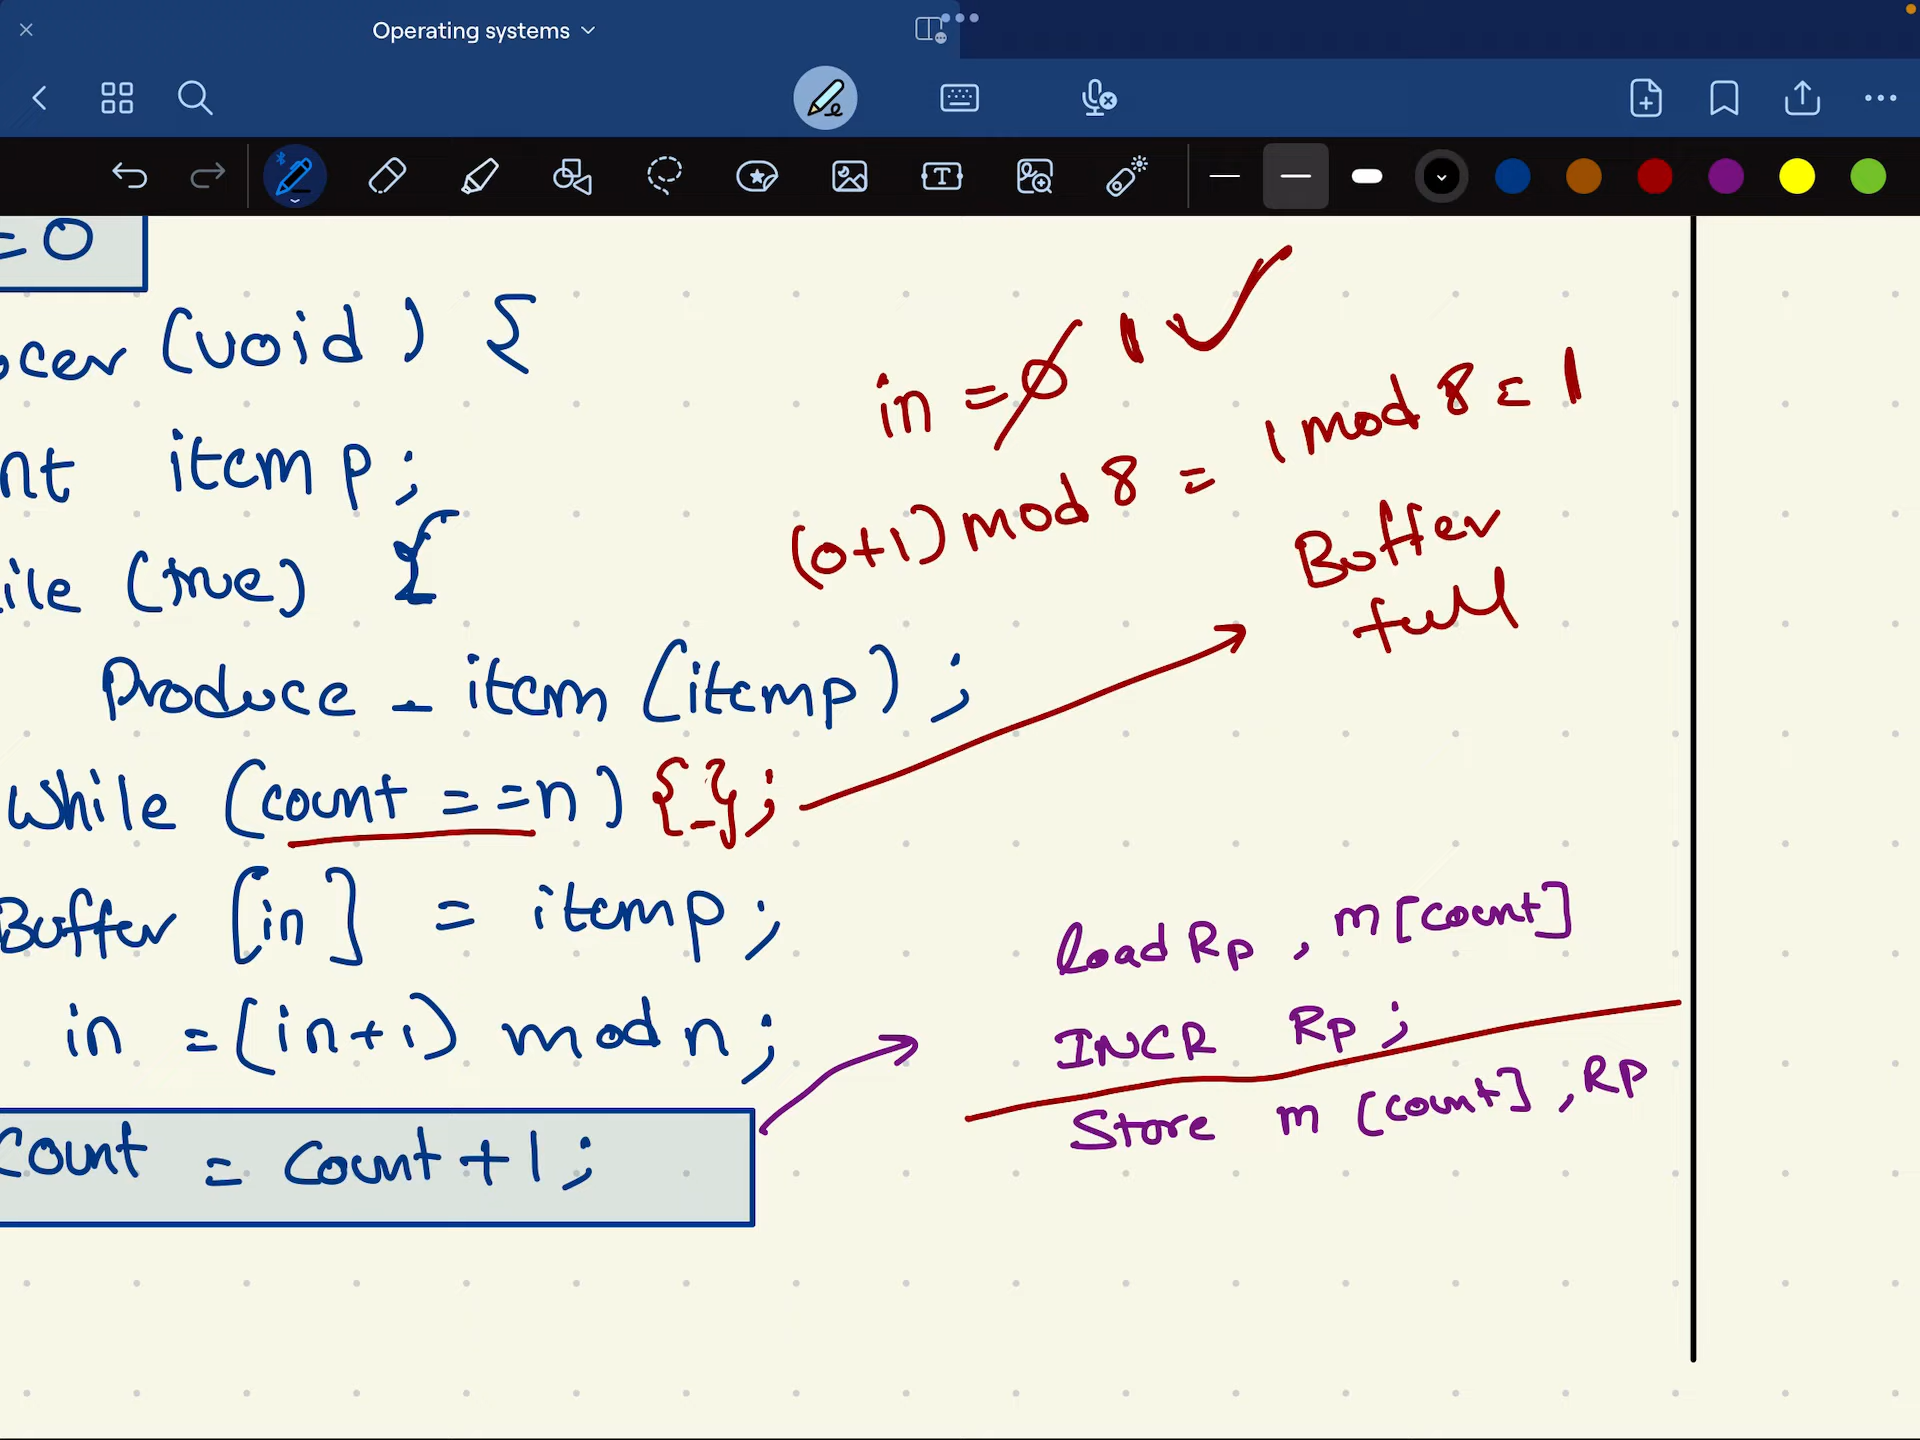 Operating systems
=0
ocer (void) {
in = 0 1
nt itemp;
(0+1) mod 8 = 1 mod 8 = 1
ile (true) {
Buffer
full
Produce_item (itemp);
while (count ==n) {_};
Buffer [in] = itemp;
load Rp, m[count]
in =(in+1) mod n;
INCR Rp;
Store m [count], Rp
Count = Count+1;